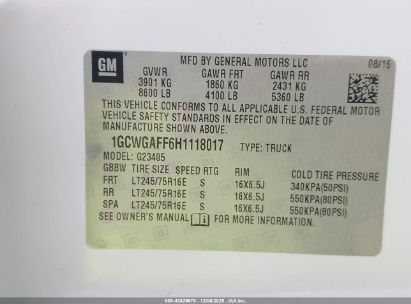 GM
MFD BY GENERAL MOTORS LLC 08/16
GVWR GAWR FRT GAWR RR
3901 KG 1860 KG 2431 KG
8600 LB 4100 LB 5360 LB
THIS VEHICLE CONFORMS TO ALL APPLICABLE U.S. FEDERAL MOTOR
VEHICLE SAFETY STANDARDS IN EFFECT ON THE DATE OF
MANUFACTURE SHOWN ABOVE.
1GCWGAFF6H1118017 TYPE: TRUCK
MODEL: G23405
GBBW TIRE SIZE SPEED RTG RIM COLD TIRE PRESSURE
FRT LT245/75R16E S 16X6.5J 340KPA(50PSI)
RR LT245/75R16E S 16X6.5J 550KPA(80PSI)
SPA LT245/75R16E S 16X6.5J 550KPA(80PSI)
SEE OWNER'S MANUAL FOR MORE INFORMATION.